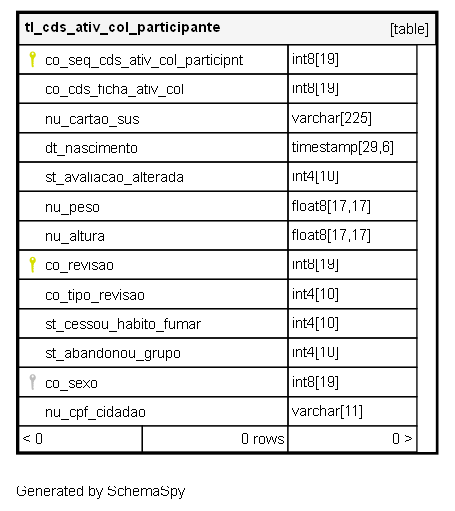 tl_cds_ativ_col_participante [table]
co_seq_cds_ativ_col_participnt int8[19]
co_cds_ficha_ativ_col int8[19]
nu_cartao_sus varchar[225]
dt_nascimento timestamp[29,6]
st_avaliacao_alterada int4[10]
nu_peso float8[17,17]
nu_altura float8[17,17]
co_revisao int8[19]
co_tipo_revisao int4[10]
st_cessou_habito_fumar int4[10]
st_abandonou_grupo int4[10]
co_sexo int8[19]
nu_cpf_cidadao varchar[11]
< 0 0 rows 0 >
Generated by SchemaSpy